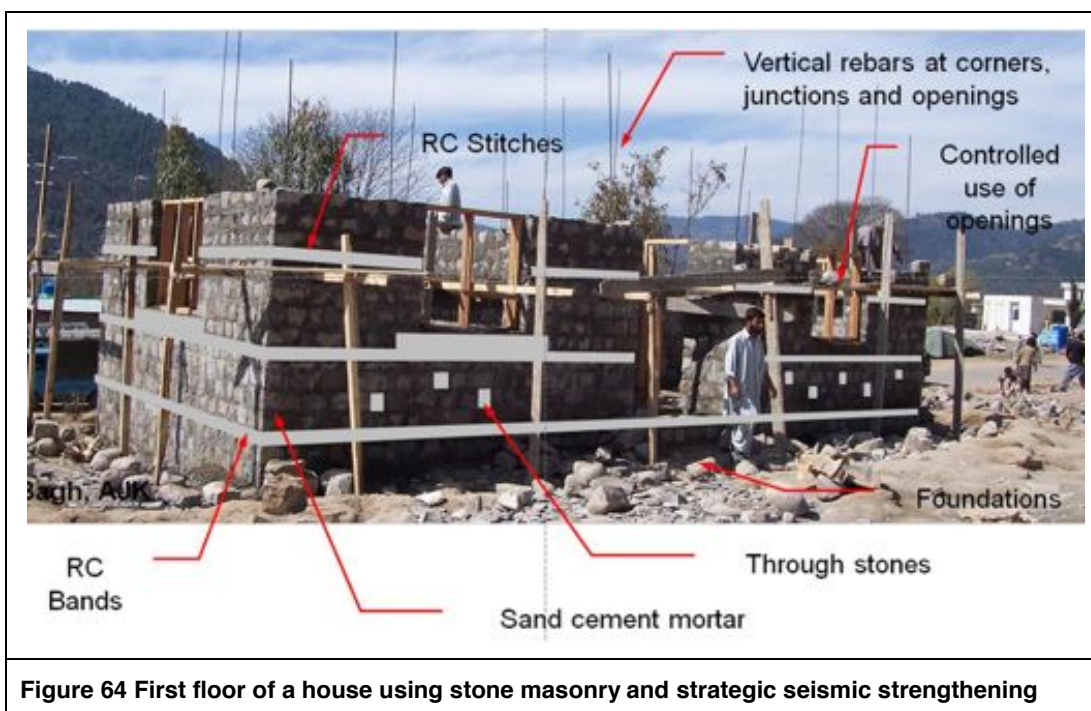 Vertical rebars at corners,
junctions and openings
RC Stitches
Controlled
use of
openings
Bagh, AJK
Foundations
RC
Bands
Through stones
Sand cement mortar
Figure 64 First floor of a house using stone masonry and strategic seismic strengthening